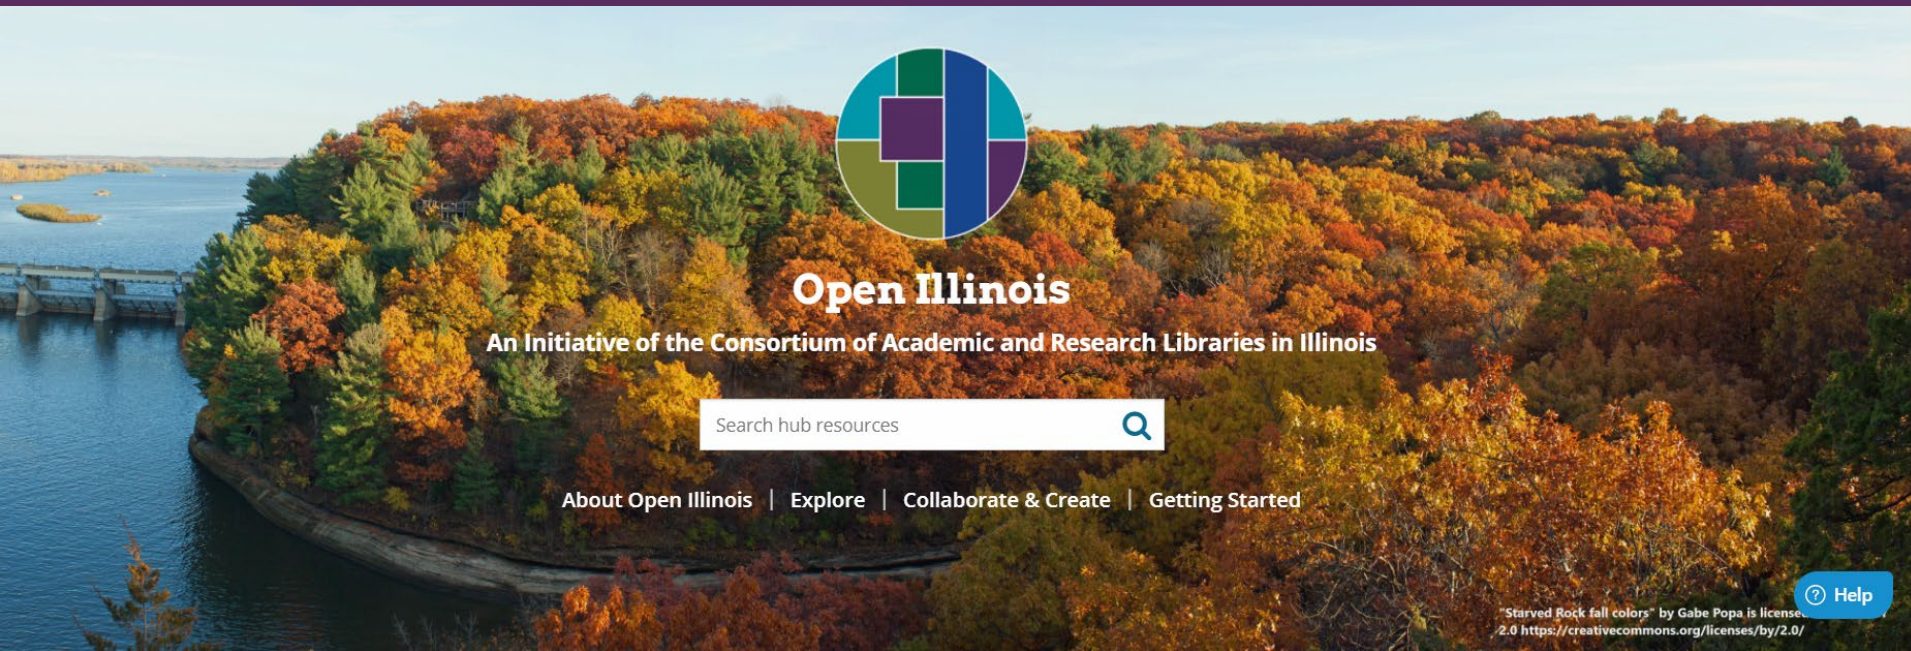 Open Illinois
An Initiative of the Consortium of Academic and Research Libraries in Illinois
Search hub resources
About Open Illinois | Explore | Collaborate & Create | Getting Started
Help
"Starved Rock fall colors" by Gabe Popa is
2.0 https://creativecommons.org/licenses/by/2.0/